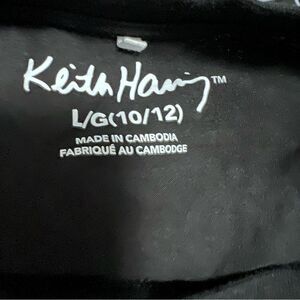 Keith Haring™
L/G(10/12)
MADE IN CAMBODIA
FABRIQUÉ AU CAMBODGE